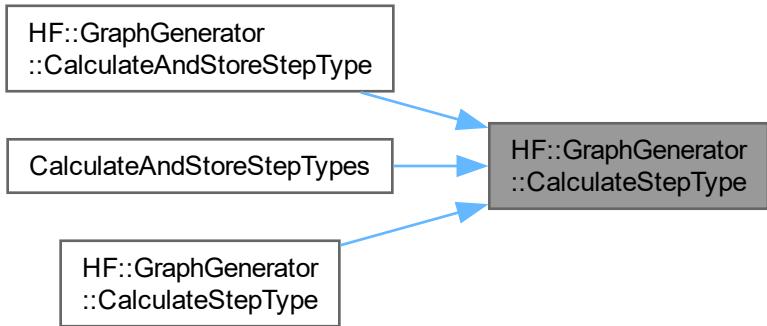 HF::GraphGenerator
::CalculateAndStoreStepType
CalculateAndStoreStepTypes
HF::GraphGenerator
::CalculateStepType
HF::GraphGenerator
::CalculateStepType